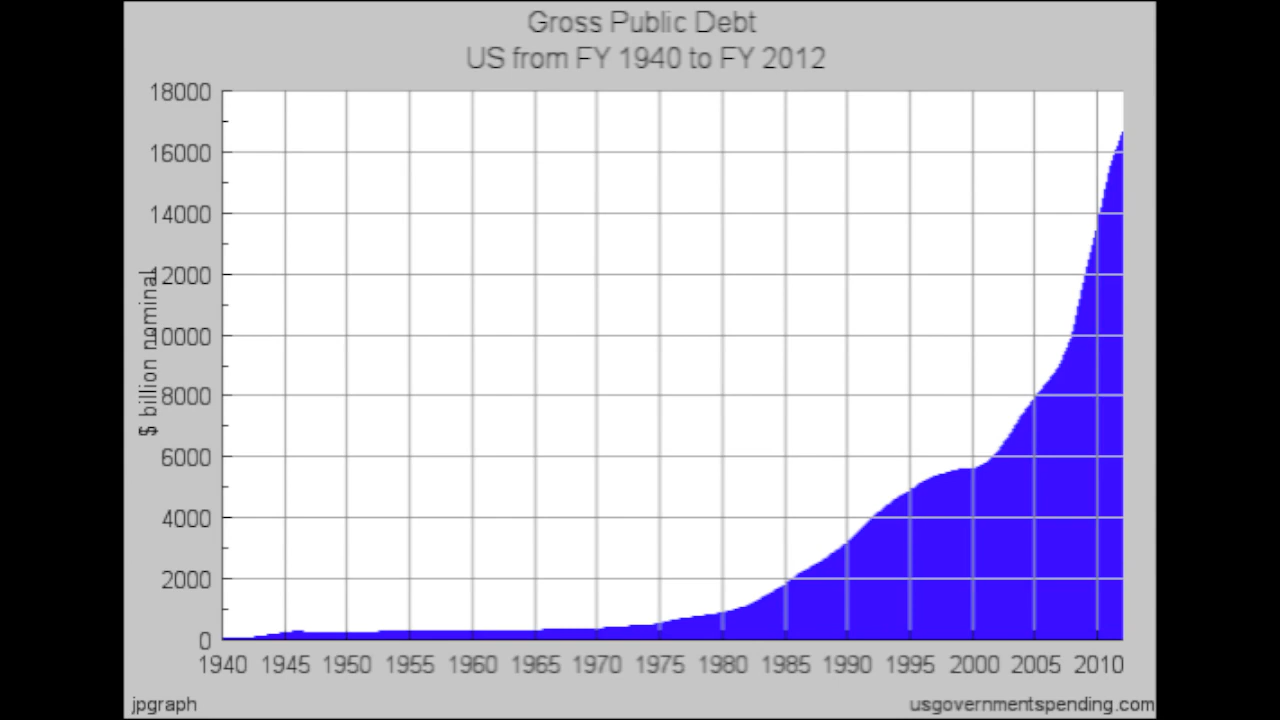 Gross Public Debt
US from FY 1940 to FY 2012
$ billion nominal
18000
16000
14000
12000
10000
8000
6000
4000
2000
0
1940 1945 1950 1955 1960 1965 1970 1975 1980 1985 1990 1995 2000 2005 2010
jpgraph
usgovernmentspending.com